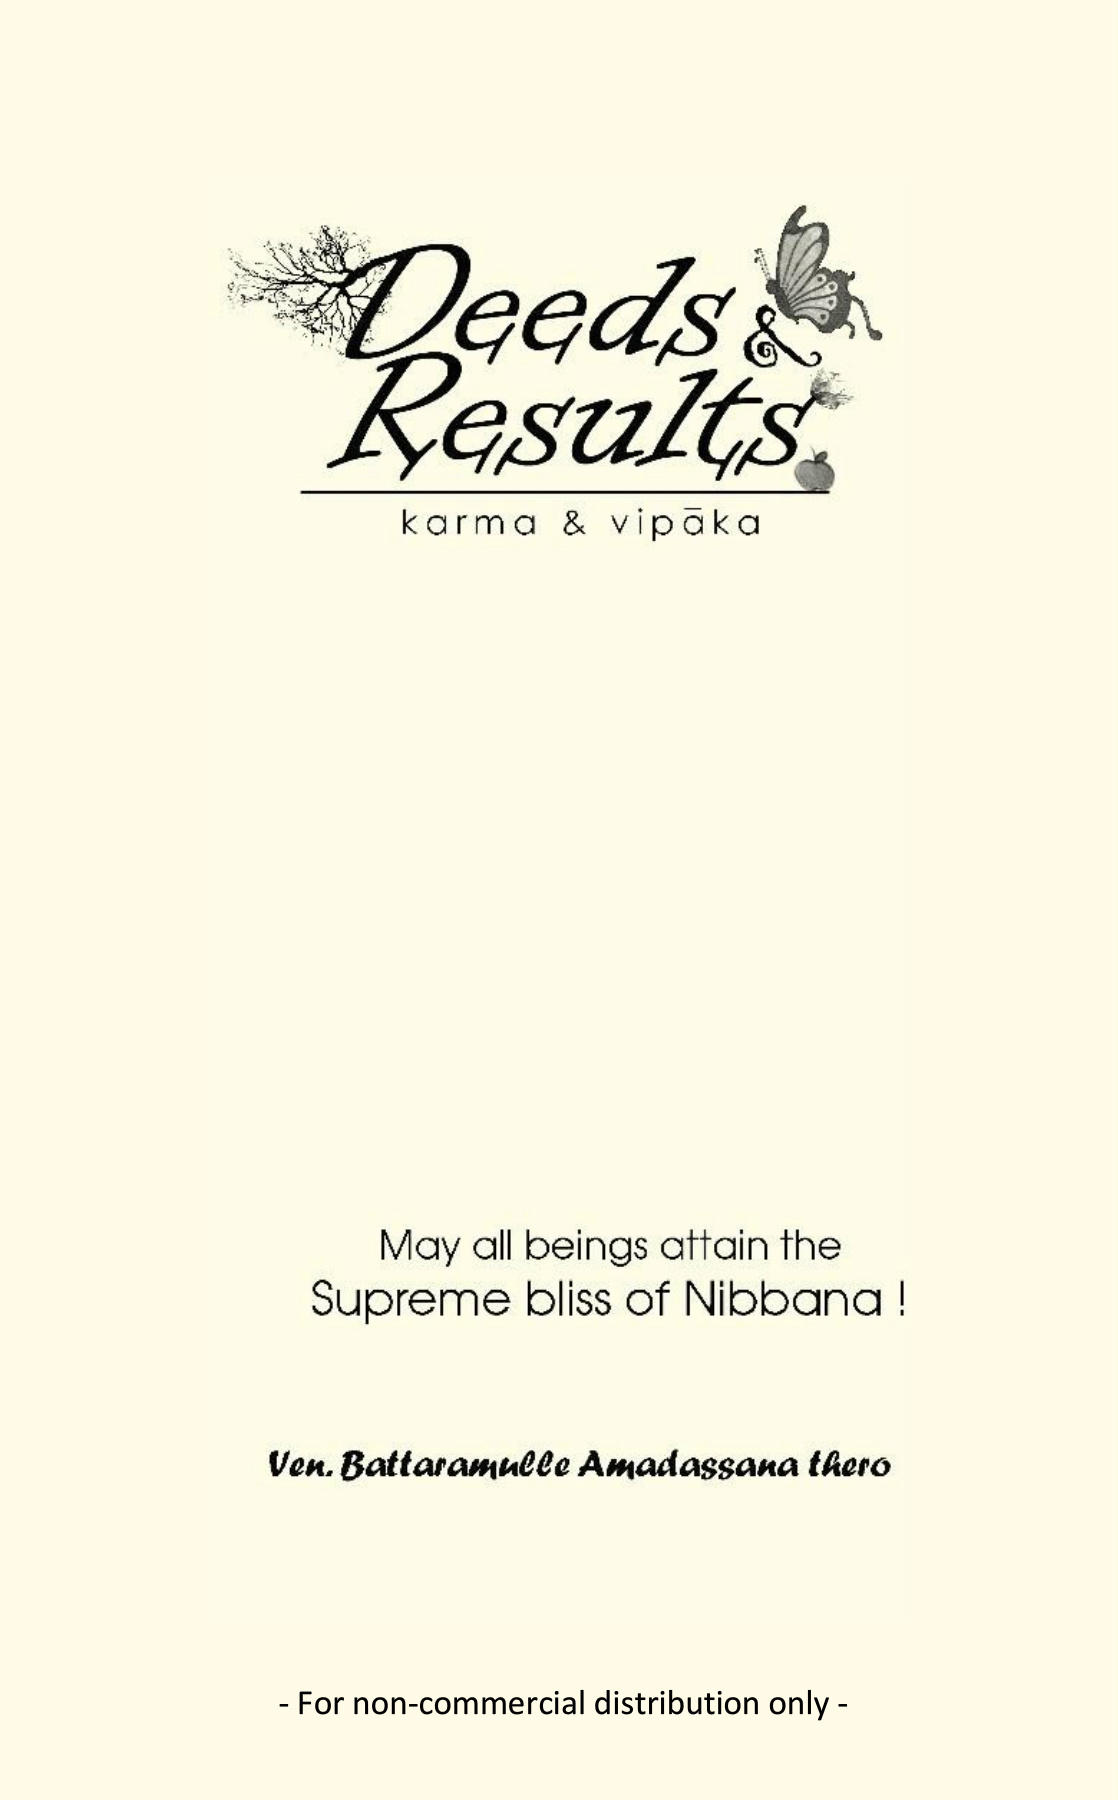 Deeds &
Results
karma & vipāka
May all beings attain the
Supreme bliss of Nibbana !
Ven. Battaramulle Amadassana thero
- For non-commercial distribution only -